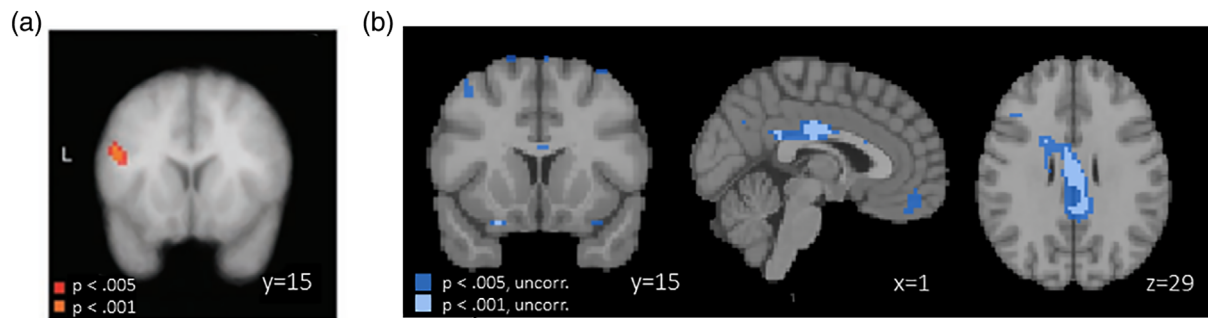 (a)
L
p < .005
p < .001
y=15
(b)
p < .005, uncorr.
p < .001, uncorr.
y=15
x=1
z=29